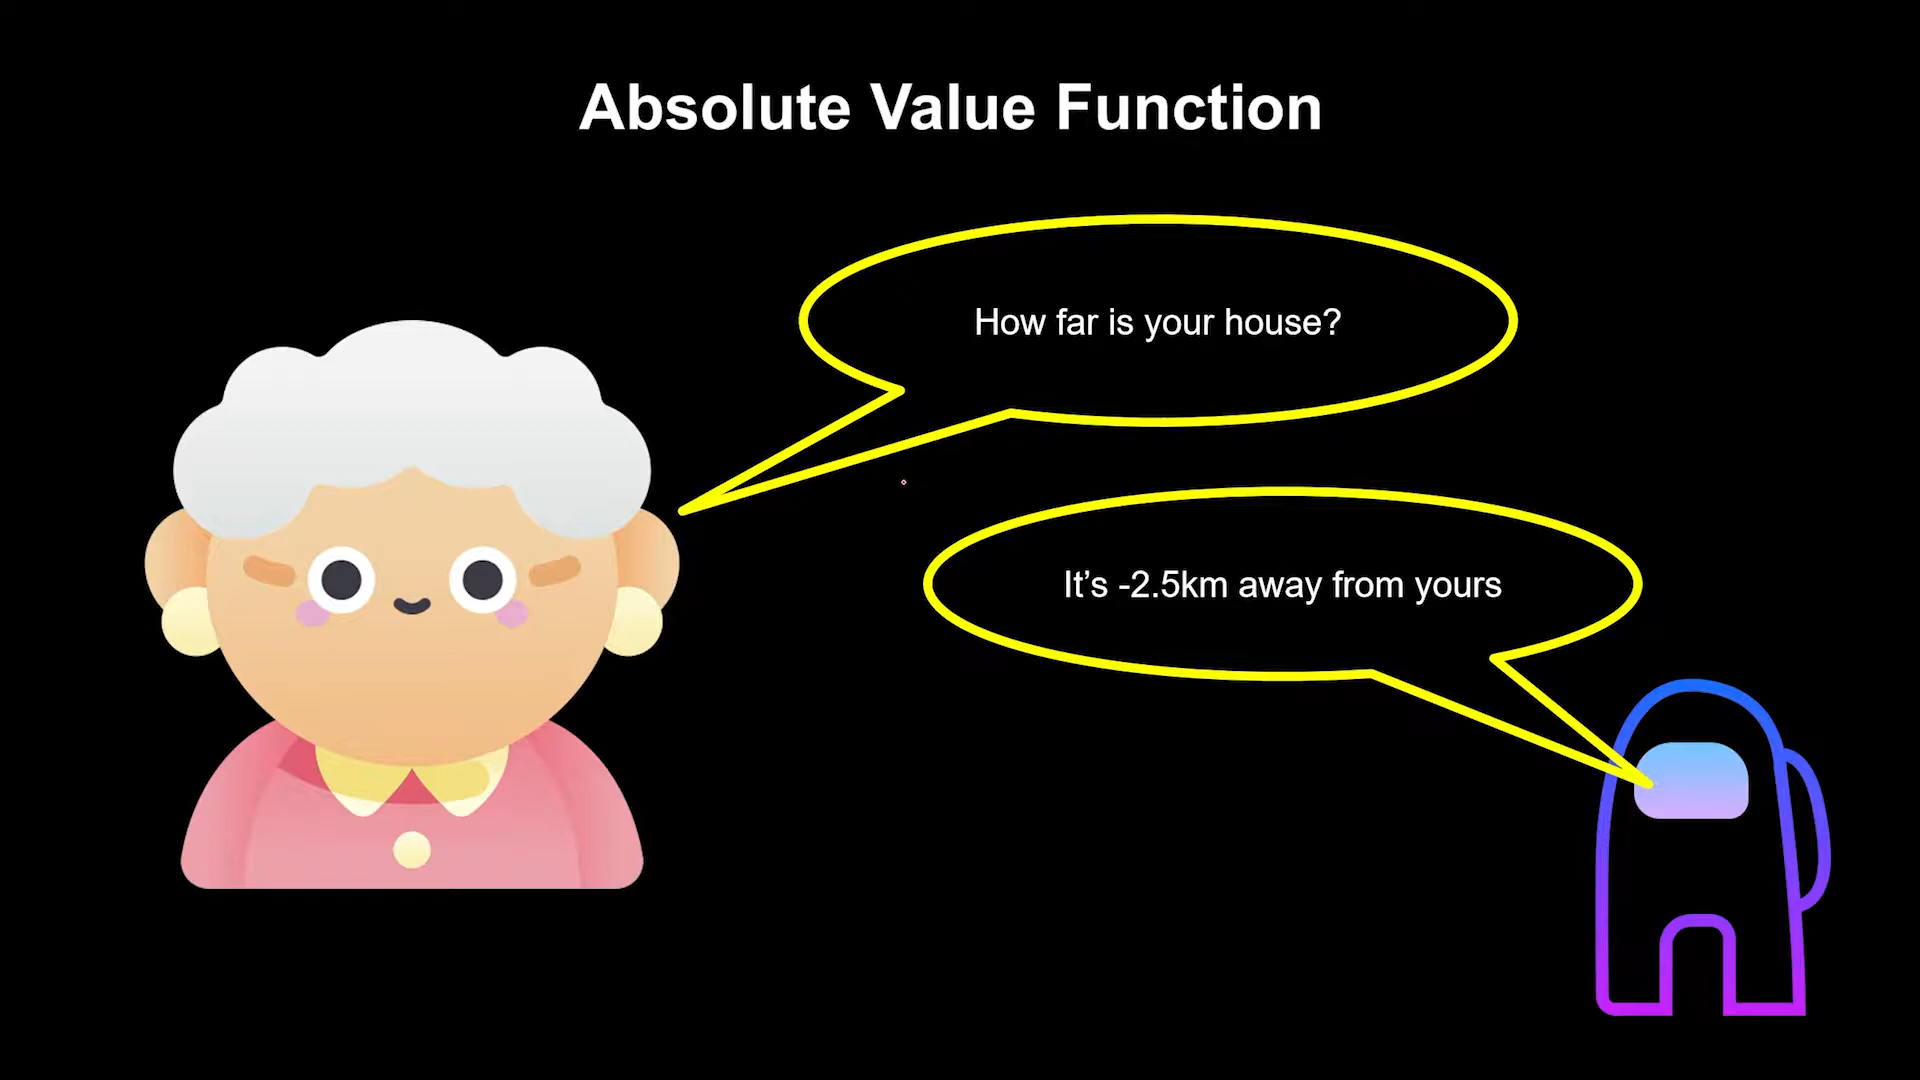 Absolute Value Function
How far is your house?
It’s -2.5km away from yours